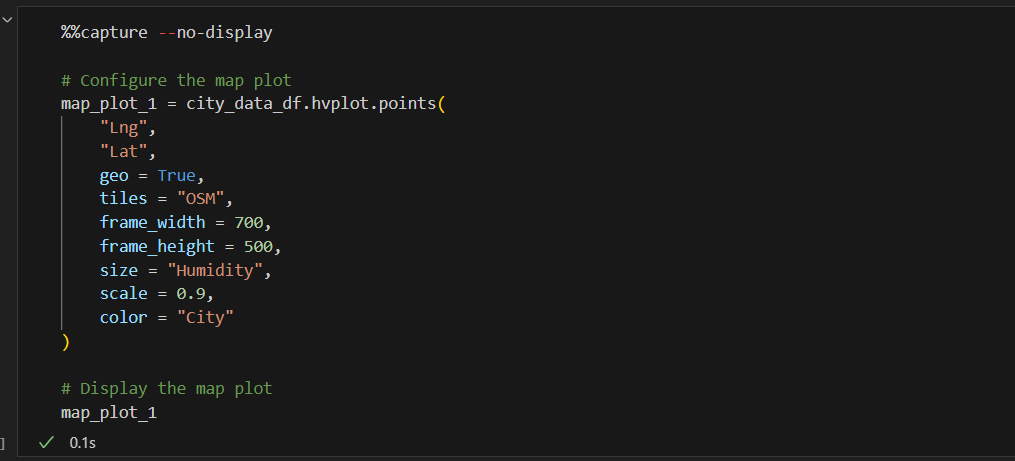 %%capture --no-display
# Configure the map plot
map_plot_1 = city_data_df.hvplot.points(
"Lng",
"Lat",
geo = True,
tiles = "OSM",
frame_width = 700,
frame_height = 500,
size = "Humidity",
scale = 0.9,
color = "City"
)
# Display the map plot
map_plot_1
] ✓ 0.1s